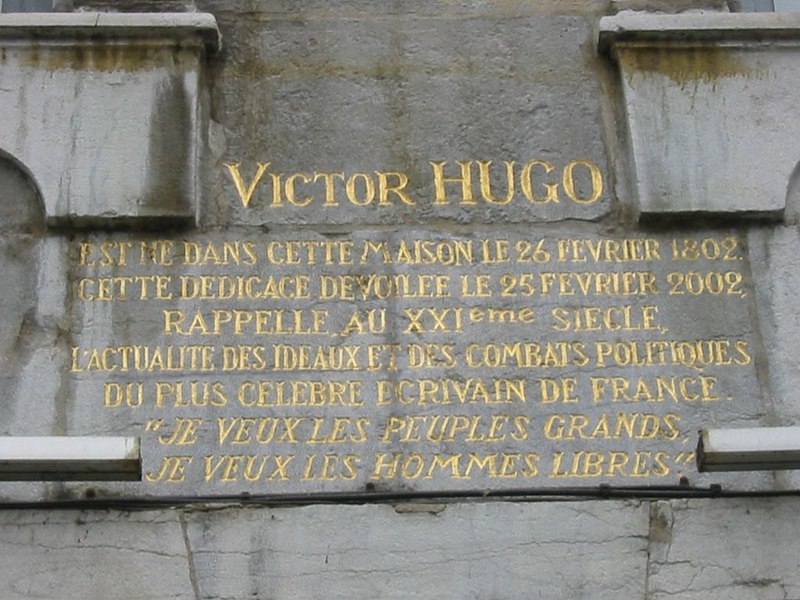 VICTOR HUGO
EST NE DANS CETTE MAISON LE 26 FEVRIER 1802.
CETTE DEDICACE DEVOILEE LE 25 FEVRIER 2002,
RAPPELLE, AU XXIème SIECLE,
L'ACTUALITE DES IDEAUX ET DES COMBATS POLITIQUES
DU PLUS CELEBRE ECRIVAIN DE FRANCE.
"JE VEUX LES PEUPLES GRANDS,
JE VEUX LES HOMMES LIBRES"